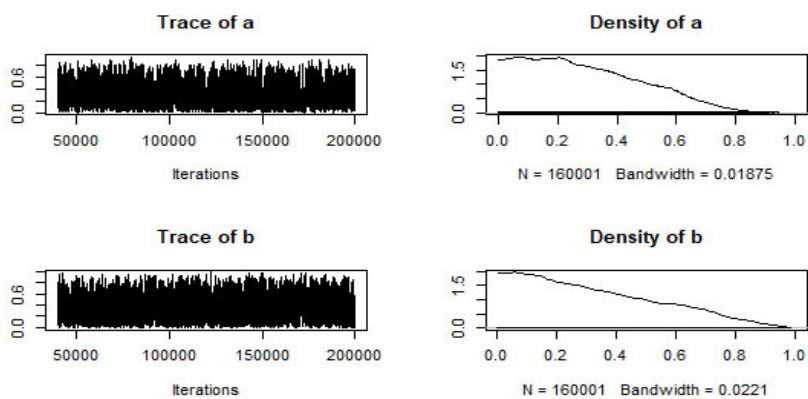 Trace of a
0.0 0.6
50000 100000 150000 200000
Iterations
Density of a
0.0 1.5
0.0 0.2 0.4 0.6 0.8 1.0
N = 160001 Bandwidth = 0.01875
Trace of b
0.0 0.6
50000 100000 150000 200000
Iterations
Density of b
0.0 1.5
0.0 0.2 0.4 0.6 0.8 1.0
N = 160001 Bandwidth = 0.0221